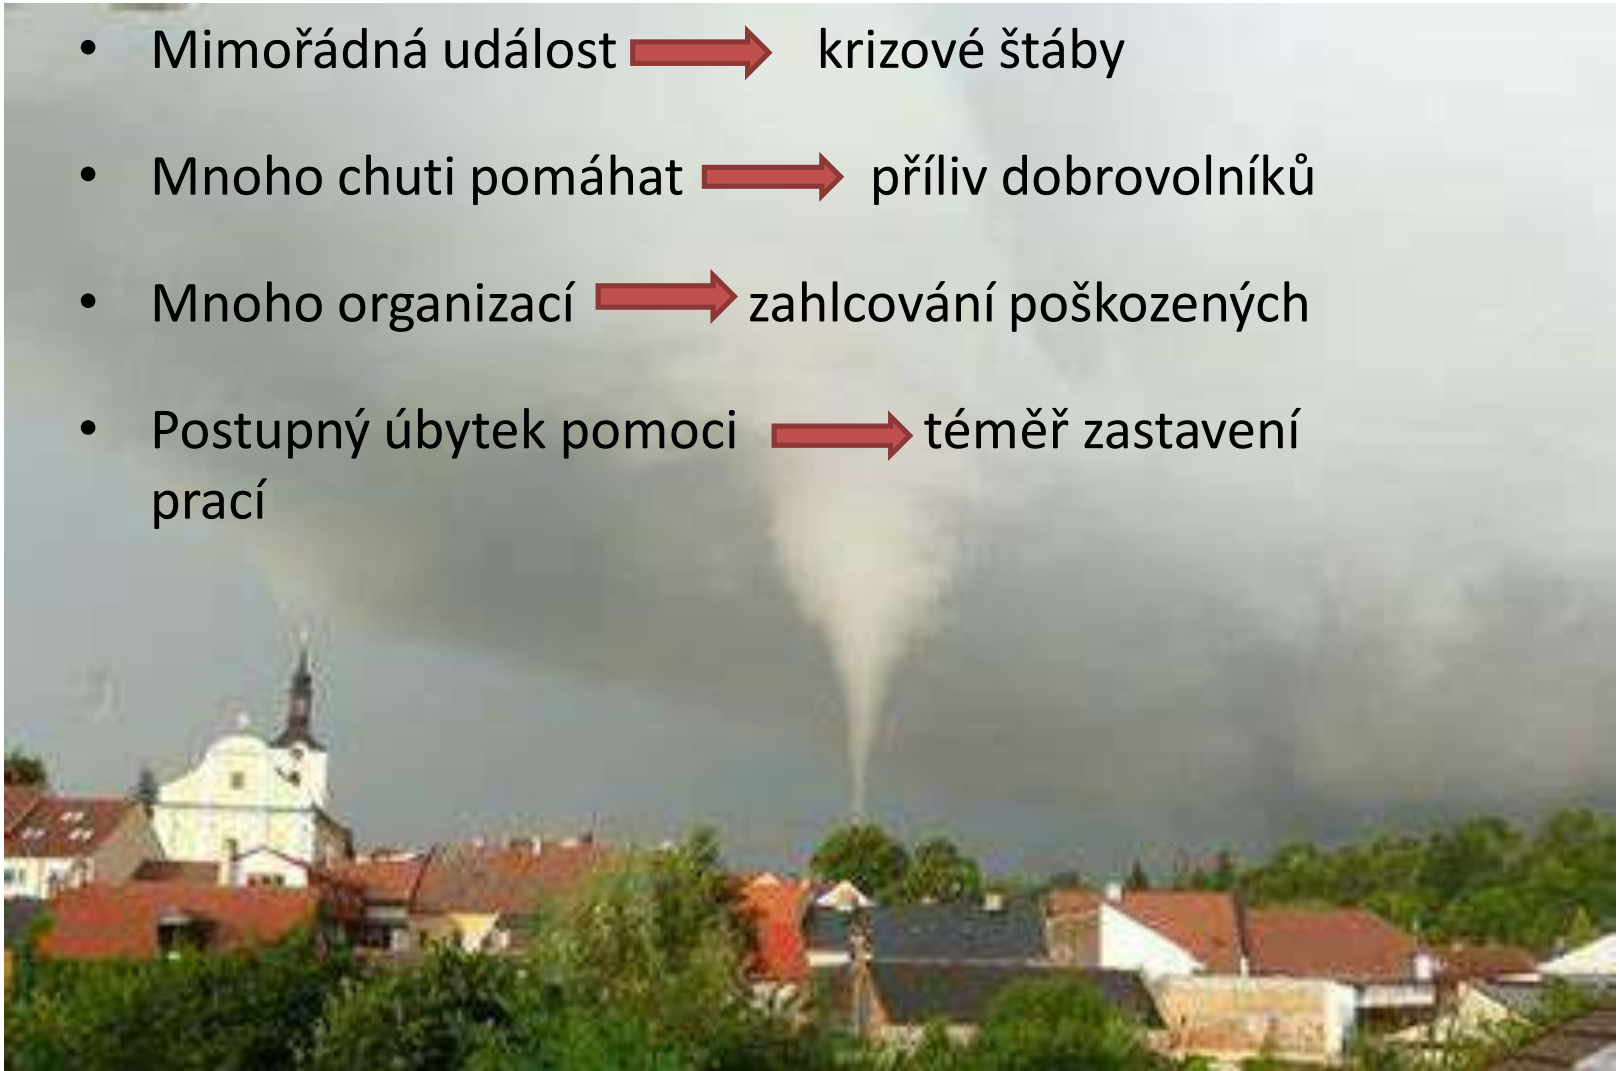 • Mimořádná událost krizové štáby
• Mnoho chuti pomáhat příliv dobrovolníků
• Mnoho organizací zahlcování poškozených
• Postupný úbytek pomoci téměř zastavení
prací